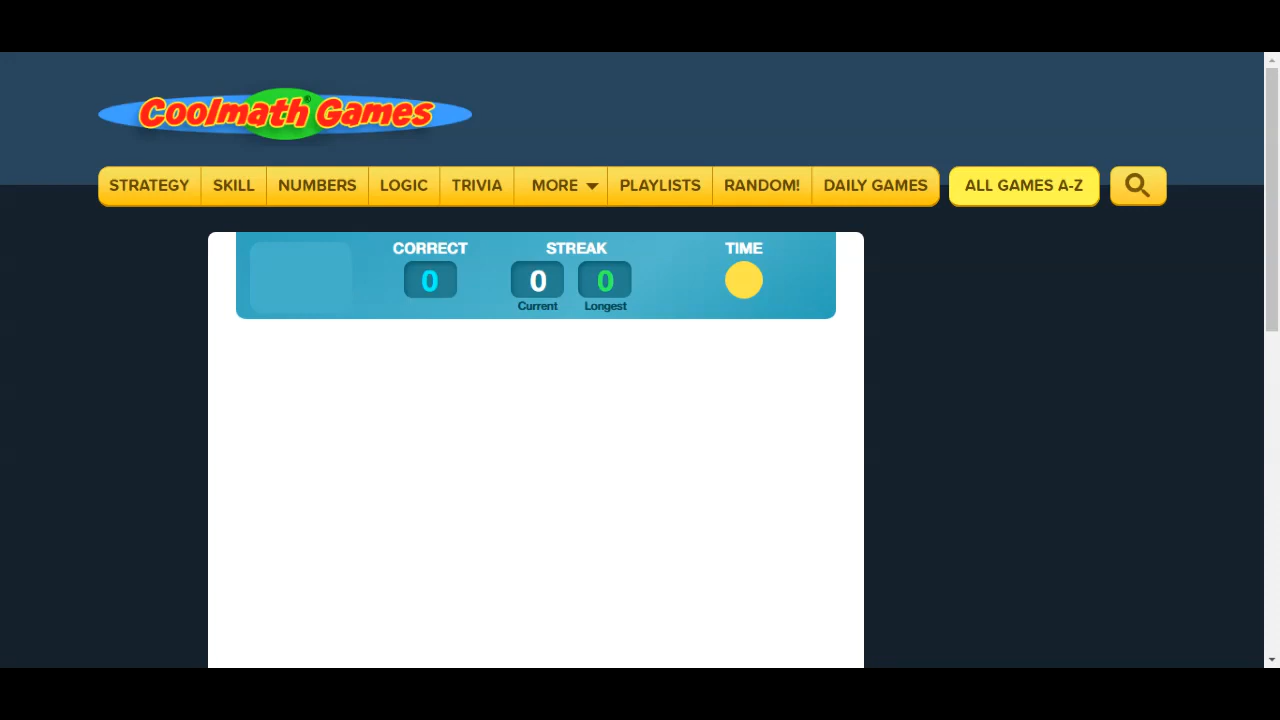 Coolmath Games
STRATEGY SKILL NUMBERS LOGIC TRIVIA MORE PLAYLISTS RANDOM! DAILY GAMES ALL GAMES A-Z
CORRECT STREAK TIME
0 0 0
Current Longest